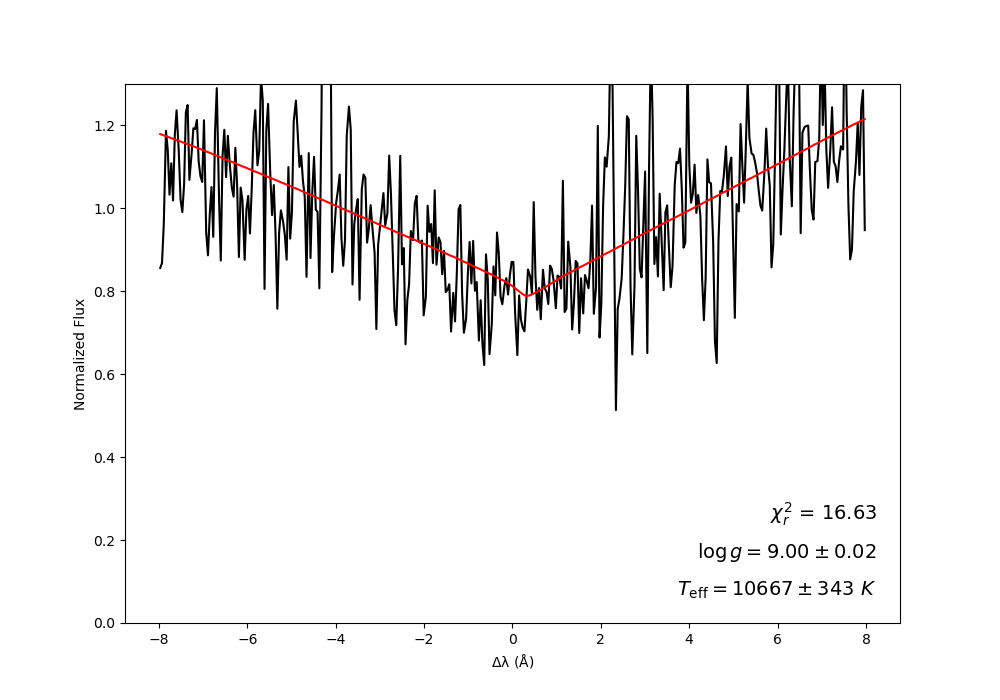 Normalized Flux
1.2
1.0
0.8
0.6
0.4
0.2
0.0
χ²ᵣ = 16.63
log g = 9.00 ± 0.02
T_eff = 10667 ± 343 K
−8 −6 −4 −2 0 2 4 6 8
Δλ (Å)